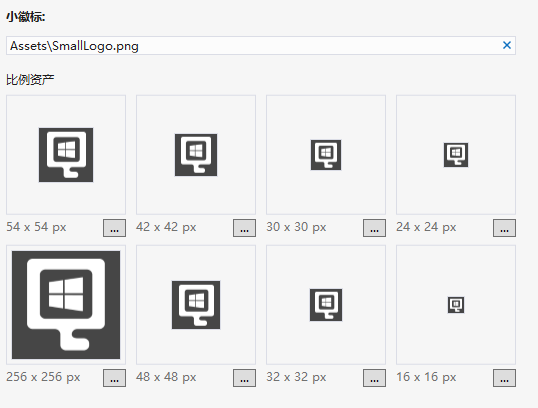 小徽标:
Assets\SmallLogo.png
比例资产
54 x 54 px ... 42 x 42 px ... 30 x 30 px ... 24 x 24 px ...
256 x 256 px ... 48 x 48 px ... 32 x 32 px ... 16 x 16 px ...